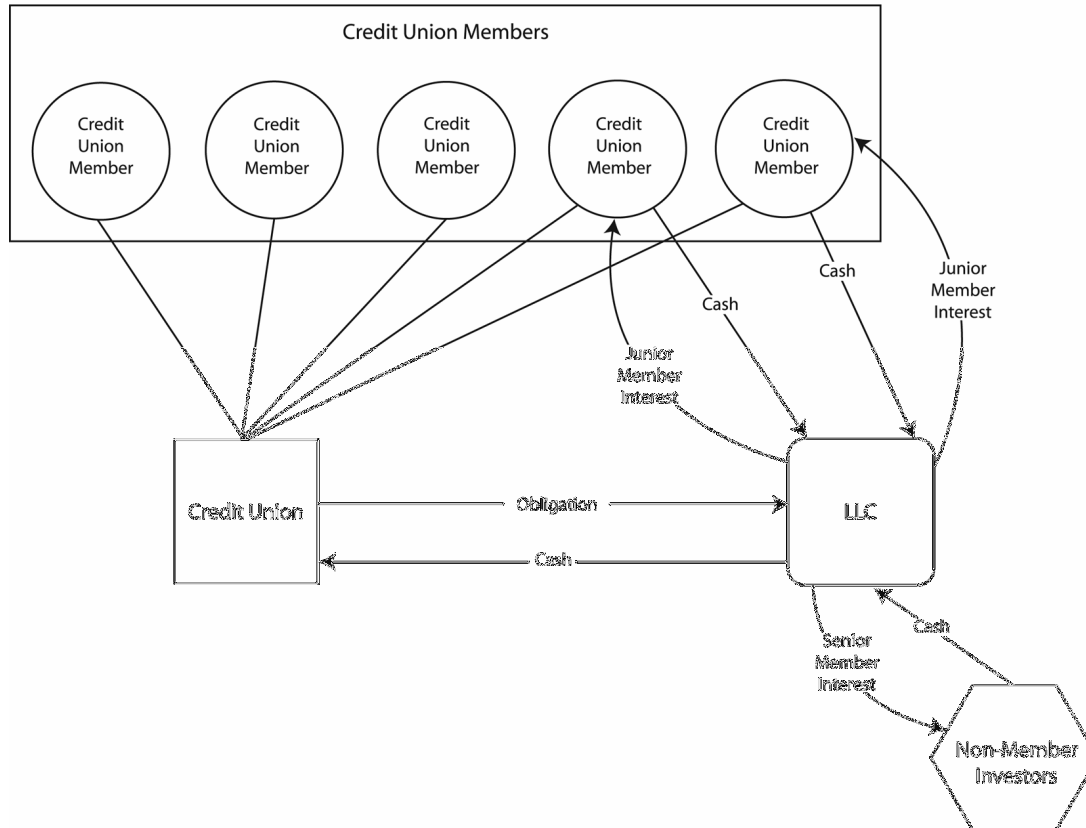 Credit Union Members
Credit
Union
Member
Credit
Union
Member
Credit
Union
Member
Credit
Union
Member
Credit
Union
Member
Cash
Junior
Member
Interest
Cash
Junior
Member
Interest
Credit Union
Obligation
LLC
Cash
Cash
Senior
Member
Interest
Non-Member
Investors